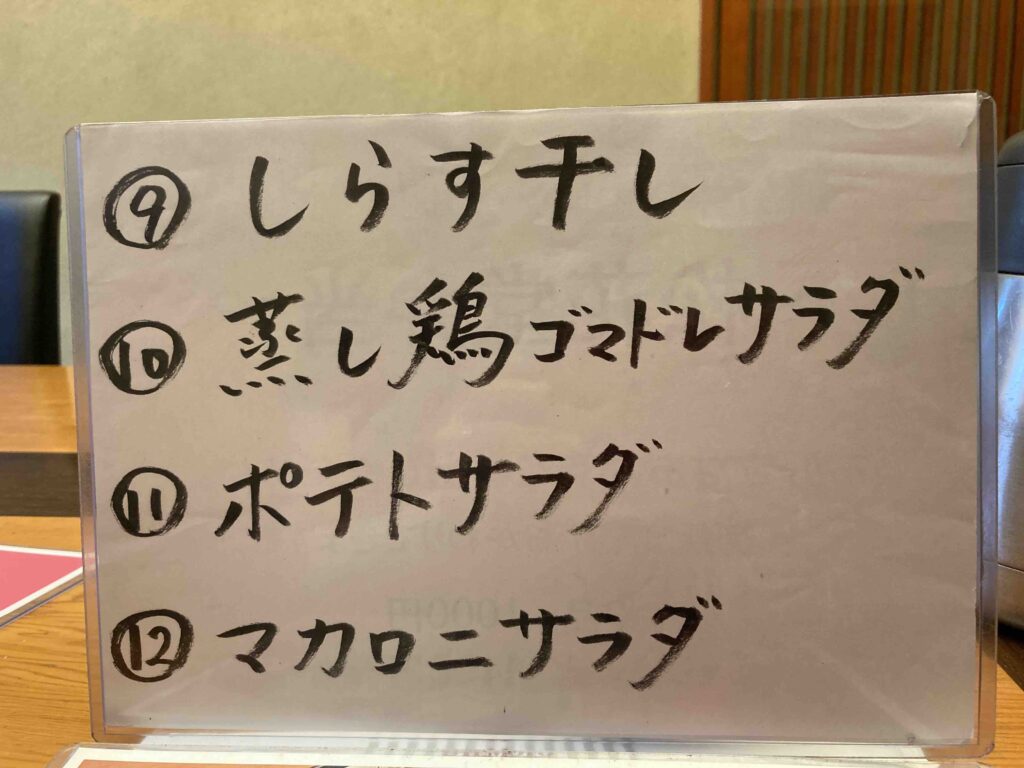 ⑨ しらす干し
⑩ 蒸し鶏ゴマドレサラダ
⑪ ポテトサラダ
⑫ マカロニサラダ